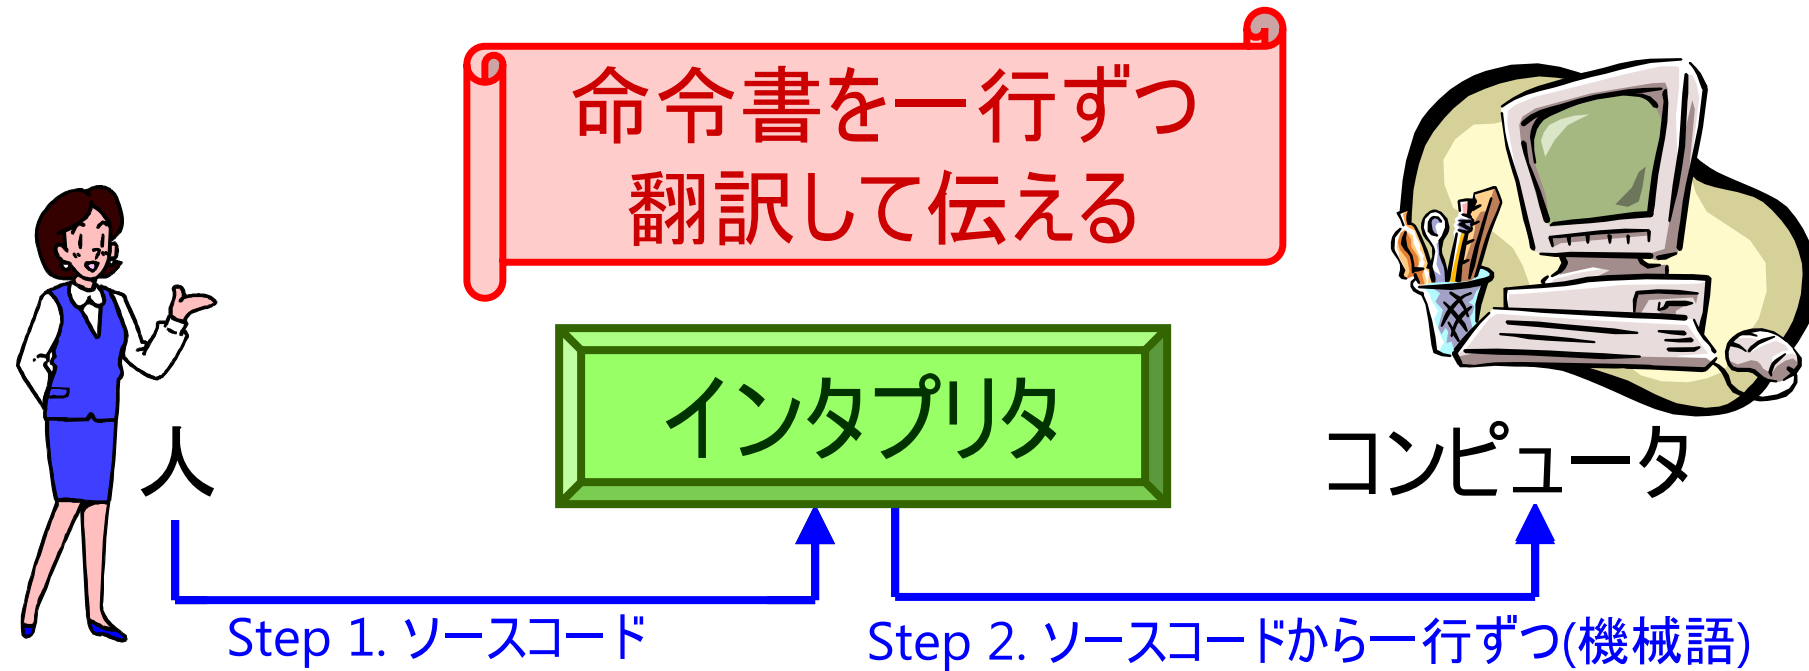 命令書を一行ずつ
翻訳して伝える
インタプリタ
人
コンピュータ
Step 1. ソースコード
Step 2. ソースコードから一行ずつ(機械語)